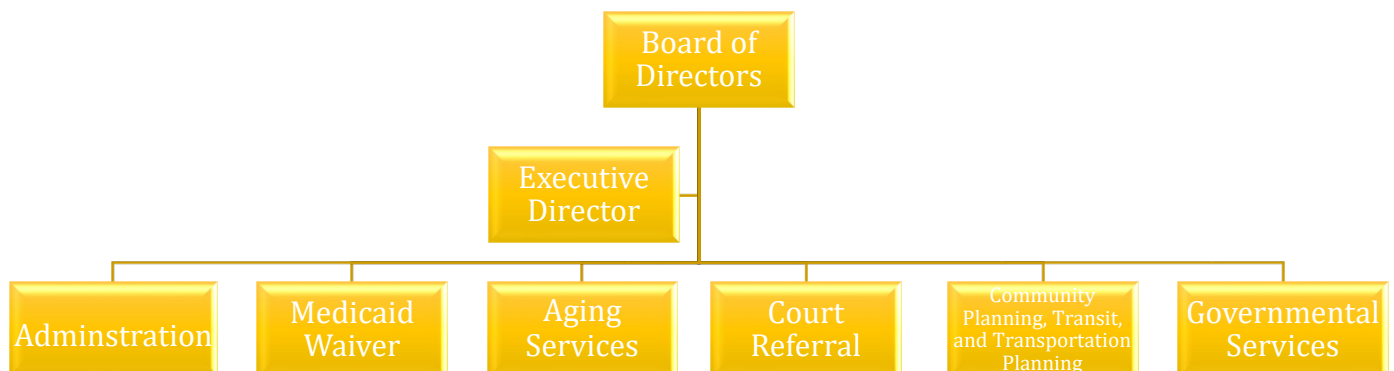 Board of
Directors
Executive
Director
Adminstration
Medicaid
Waiver
Aging
Services
Court
Referral
Community
Planning, Transit,
and Transportation
Planning
Governmental
Services